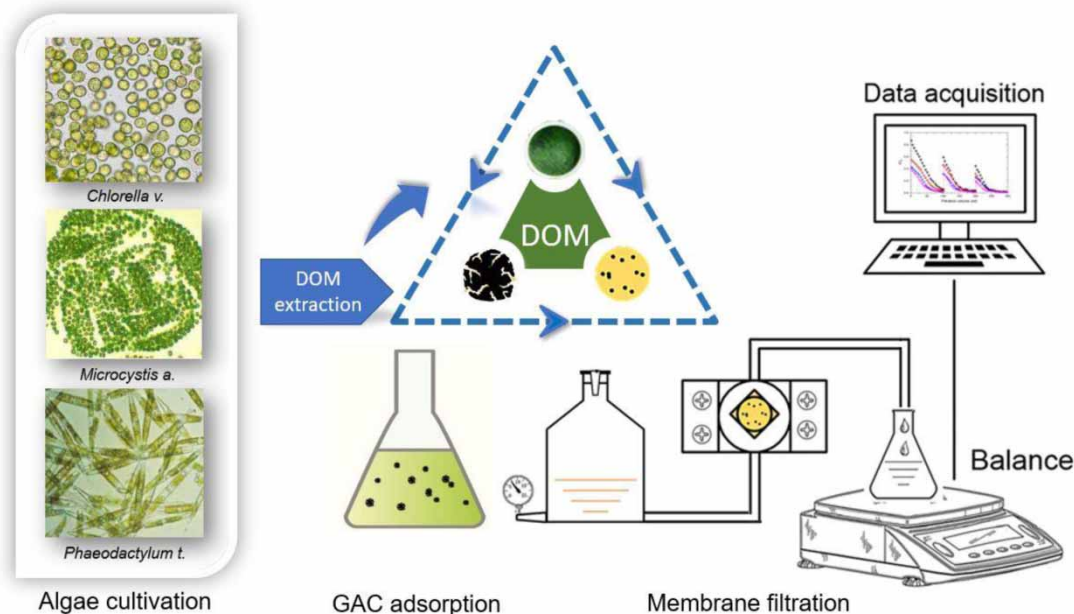 Chlorella v.
Microcystis a.
Phaeodactylum t.
Algae cultivation
DOM
extraction
DOM
GAC adsorption
Membrane filtration
Data acquisition
Balance